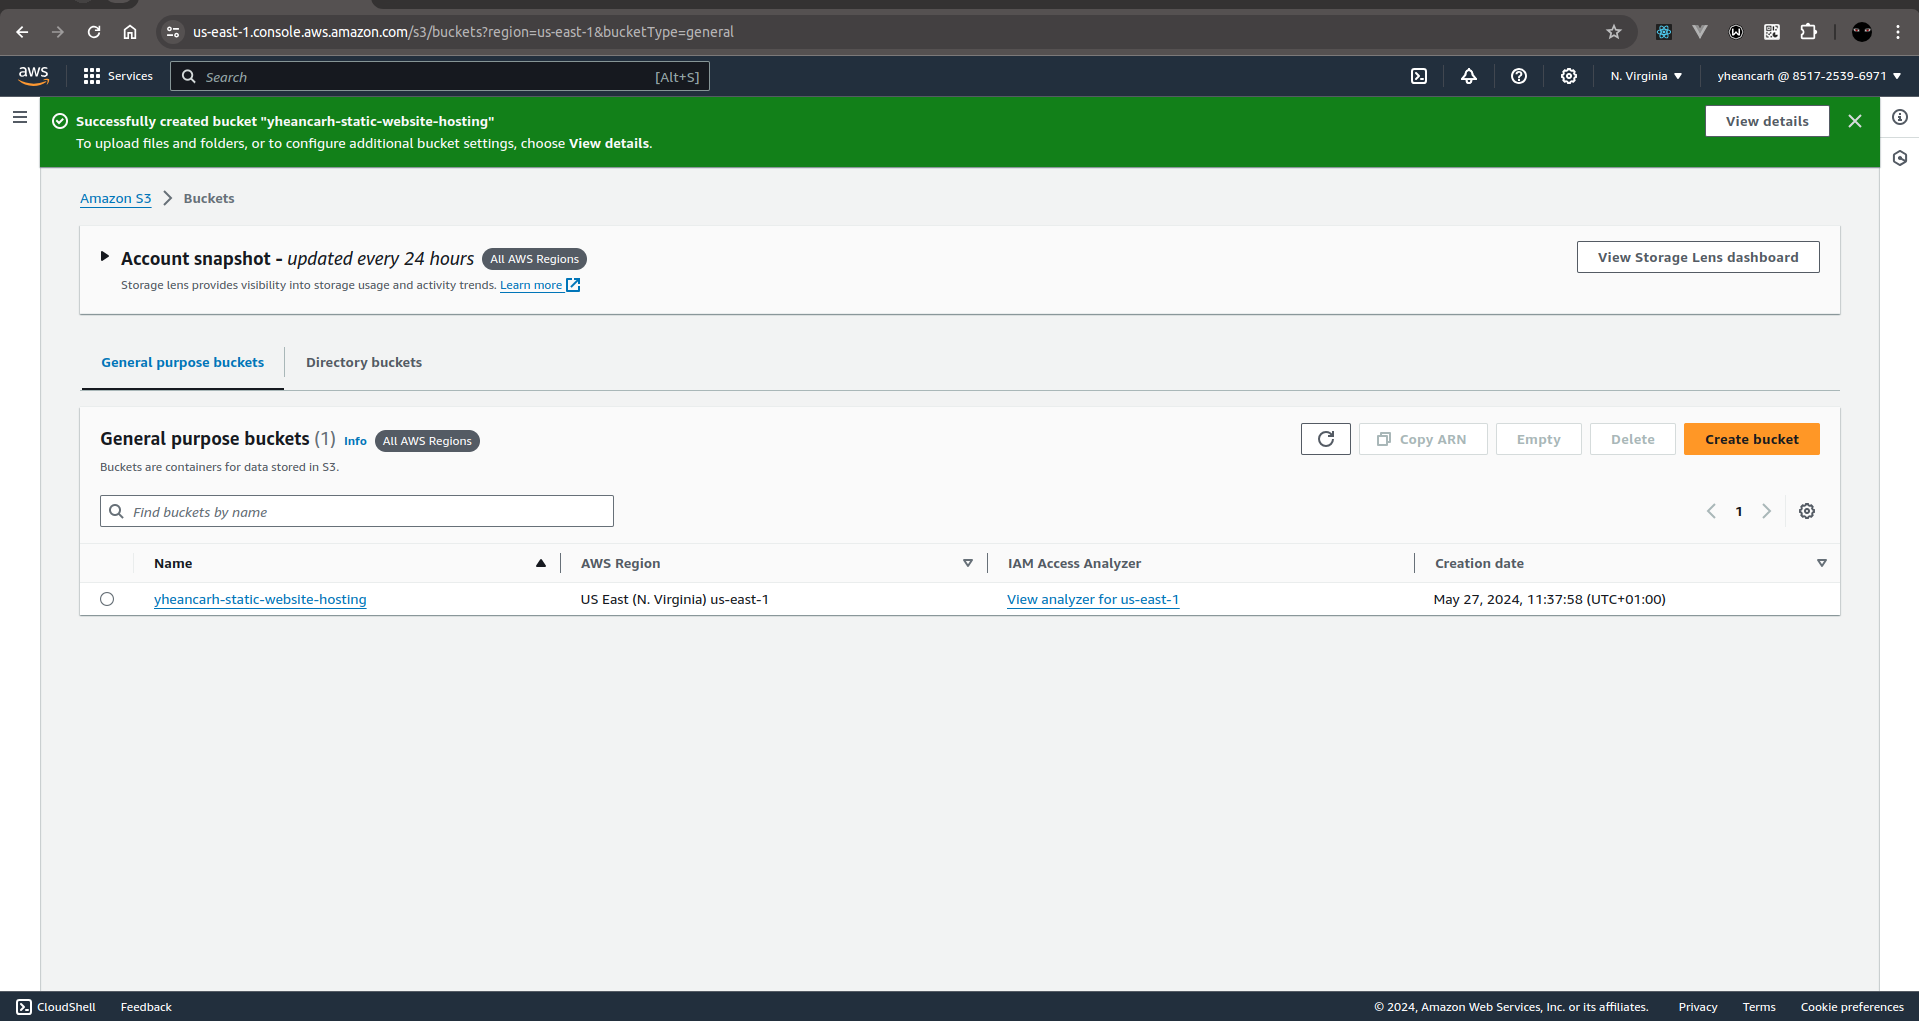 us-east-1.console.aws.amazon.com/s3/buckets?region=us-east-1&bucketType=general
aws Services Search [Alt+S] N. Virginia yheancarh @ 8517-2539-6971
Successfully created bucket "yheancarh-static-website-hosting" View details
To upload files and folders, or to configure additional bucket settings, choose View details.
Amazon S3 Buckets
Account snapshot - updated every 24 hours All AWS Regions View Storage Lens dashboard
Storage lens provides visibility into storage usage and activity trends. Learn more
General purpose buckets Directory buckets
General purpose buckets (1) Info All AWS Regions Copy ARN Empty Delete Create bucket
Buckets are containers for data stored in S3.
Find buckets by name 1
Name AWS Region IAM Access Analyzer Creation date
yheancarh-static-website-hosting US East (N. Virginia) us-east-1 View analyzer for us-east-1 May 27, 2024, 11:37:58 (UTC+01:00)
CloudShell Feedback © 2024, Amazon Web Services, Inc. or its affiliates. Privacy Terms Cookie preferences